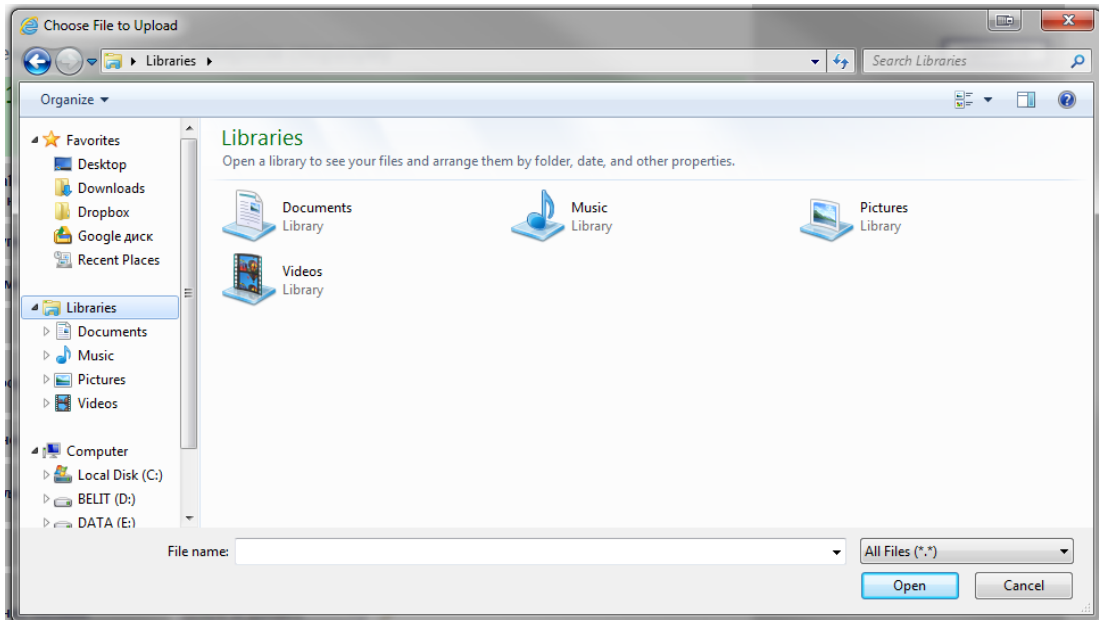 Choose File to Upload
Libraries
Search Libraries
Organize
Favorites
Desktop
Downloads
Dropbox
Google диск
Recent Places
Libraries
Documents
Music
Pictures
Videos
Computer
Local Disk (C:)
BELIT (D:)
DATA (E:)
Libraries
Open a library to see your files and arrange them by folder, date, and other properties.
Documents
Library
Music
Library
Pictures
Library
Videos
Library
File name:
All Files (*.*)
Open
Cancel